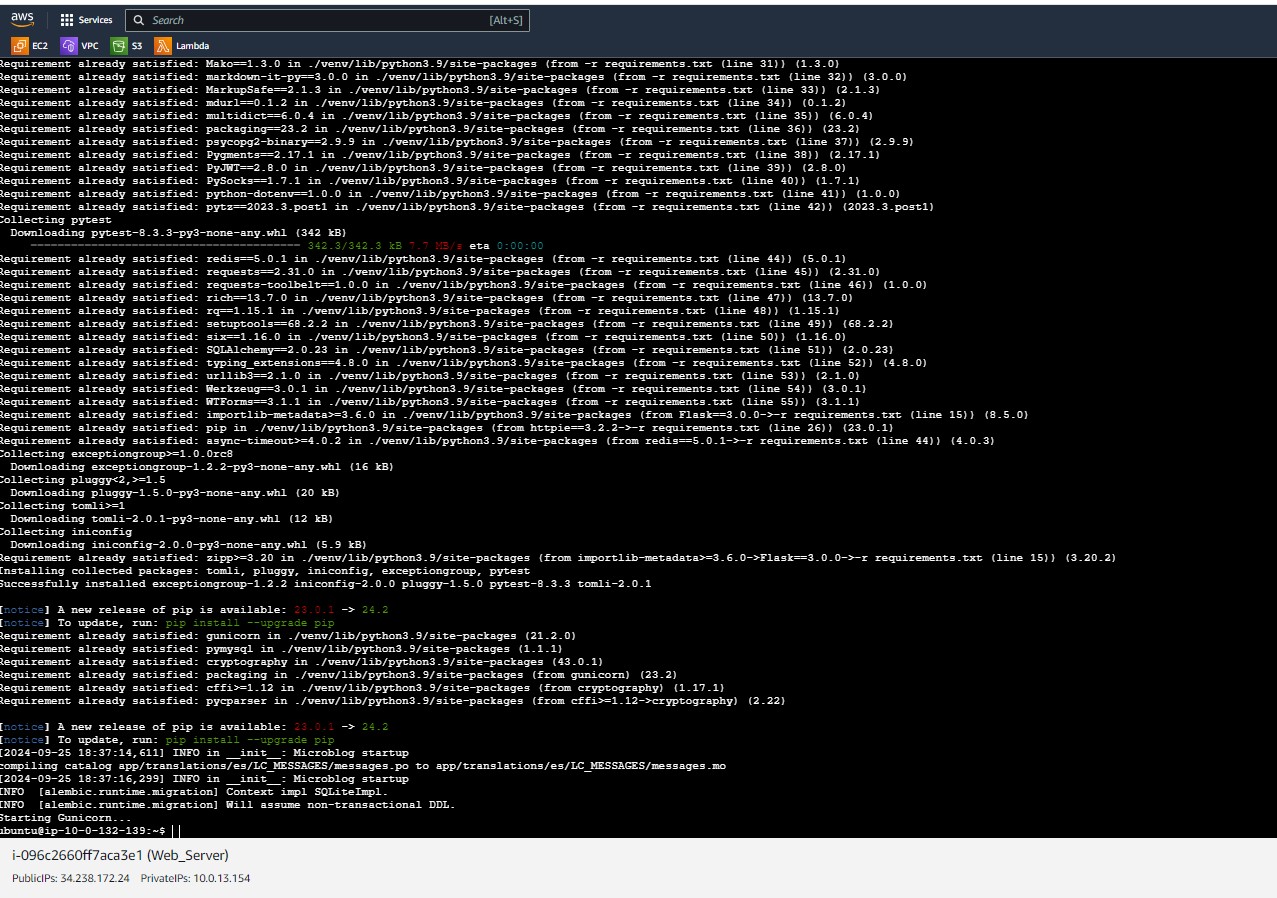 aws
Services
Search [Alt+S]
EC2 VPC S3 Lambda
Requirement already satisfied: Mako==1.3.0 in ./venv/lib/python3.9/site-packages (from -r requirements.txt (line 31)) (1.3.0)
Requirement already satisfied: markdown-it-py==3.0.0 in ./venv/lib/python3.9/site-packages (from -r requirements.txt (line 32)) (3.0.0)
Requirement already satisfied: MarkupSafe==2.1.3 in ./venv/lib/python3.9/site-packages (from -r requirements.txt (line 33)) (2.1.3)
Requirement already satisfied: mdurl==0.1.2 in ./venv/lib/python3.9/site-packages (from -r requirements.txt (line 34)) (0.1.2)
Requirement already satisfied: multidict==6.0.4 in ./venv/lib/python3.9/site-packages (from -r requirements.txt (line 35)) (6.0.4)
Requirement already satisfied: packaging==23.2 in ./venv/lib/python3.9/site-packages (from -r requirements.txt (line 36)) (23.2)
Requirement already satisfied: psycopg2-binary==2.9.9 in ./venv/lib/python3.9/site-packages (from -r requirements.txt (line 37)) (2.9.9)
Requirement already satisfied: Pygments==2.17.1 in ./venv/lib/python3.9/site-packages (from -r requirements.txt (line 38)) (2.17.1)
Requirement already satisfied: PyJWT==2.8.0 in ./venv/lib/python3.9/site-packages (from -r requirements.txt (line 39)) (2.8.0)
Requirement already satisfied: PySocks==1.7.1 in ./venv/lib/python3.9/site-packages (from -r requirements.txt (line 40)) (1.7.1)
Requirement already satisfied: python-dotenv==1.0.0 in ./venv/lib/python3.9/site-packages (from -r requirements.txt (line 41)) (1.0.0)
Requirement already satisfied: pytz==2023.3.post1 in ./venv/lib/python3.9/site-packages (from -r requirements.txt (line 42)) (2023.3.post1)
Collecting pytest
Downloading pytest-8.3.3-py3-none-any.whl (342 kB)
342.3/342.3 kB 7.7 MB/s eta 0:00:00
Requirement already satisfied: redis==5.0.1 in ./venv/lib/python3.9/site-packages (from -r requirements.txt (line 44)) (5.0.1)
Requirement already satisfied: requests==2.31.0 in ./venv/lib/python3.9/site-packages (from -r requirements.txt (line 45)) (2.31.0)
Requirement already satisfied: requests-toolbelt==1.0.0 in ./venv/lib/python3.9/site-packages (from -r requirements.txt (line 46)) (1.0.0)
Requirement already satisfied: rich==13.7.0 in ./venv/lib/python3.9/site-packages (from -r requirements.txt (line 47)) (13.7.0)
Requirement already satisfied: rq==1.15.1 in ./venv/lib/python3.9/site-packages (from -r requirements.txt (line 48)) (1.15.1)
Requirement already satisfied: setuptools==68.2.2 in ./venv/lib/python3.9/site-packages (from -r requirements.txt (line 49)) (68.2.2)
Requirement already satisfied: six==1.16.0 in ./venv/lib/python3.9/site-packages (from -r requirements.txt (line 50)) (1.16.0)
Requirement already satisfied: SQLAlchemy==2.0.23 in ./venv/lib/python3.9/site-packages (from -r requirements.txt (line 51)) (2.0.23)
Requirement already satisfied: typing_extensions==4.8.0 in ./venv/lib/python3.9/site-packages (from -r requirements.txt (line 52)) (4.8.0)
Requirement already satisfied: urllib3==2.1.0 in ./venv/lib/python3.9/site-packages (from -r requirements.txt (line 53)) (2.1.0)
Requirement already satisfied: Werkzeug==3.0.1 in ./venv/lib/python3.9/site-packages (from -r requirements.txt (line 54)) (3.0.1)
Requirement already satisfied: WTForms==3.1.1 in ./venv/lib/python3.9/site-packages (from -r requirements.txt (line 55)) (3.1.1)
Requirement already satisfied: importlib-metadata>=3.6.0 in ./venv/lib/python3.9/site-packages (from Flask==3.0.0->-r requirements.txt (line 15)) (8.5.0)
Requirement already satisfied: pip in ./venv/lib/python3.9/site-packages (from httpie==3.2.2->-r requirements.txt (line 26)) (23.0.1)
Requirement already satisfied: async-timeout>=4.0.2 in ./venv/lib/python3.9/site-packages (from redis==5.0.1->-r requirements.txt (line 44)) (4.0.3)
Collecting exceptiongroup>=1.0.0rc8
Downloading exceptiongroup-1.2.2-py3-none-any.whl (16 kB)
Collecting pluggy<2,>=1.5
Downloading pluggy-1.5.0-py3-none-any.whl (20 kB)
Collecting tomli>=1
Downloading tomli-2.0.1-py3-none-any.whl (12 kB)
Collecting iniconfig
Downloading iniconfig-2.0.0-py3-none-any.whl (5.9 kB)
Requirement already satisfied: zipp>=3.20 in ./venv/lib/python3.9/site-packages (from importlib-metadata>=3.6.0->Flask==3.0.0->-r requirements.txt (line 15)) (3.20.2)
Installing collected packages: tomli, pluggy, iniconfig, exceptiongroup, pytest
Successfully installed exceptiongroup-1.2.2 iniconfig-2.0.0 pluggy-1.5.0 pytest-8.3.3 tomli-2.0.1
[notice] A new release of pip is available: 23.0.1 -> 24.2
[notice] To update, run: pip install --upgrade pip
Requirement already satisfied: gunicorn in ./venv/lib/python3.9/site-packages (21.2.0)
Requirement already satisfied: pymysql in ./venv/lib/python3.9/site-packages (1.1.1)
Requirement already satisfied: cryptography in ./venv/lib/python3.9/site-packages (43.0.1)
Requirement already satisfied: packaging in ./venv/lib/python3.9/site-packages (from gunicorn) (23.2)
Requirement already satisfied: cffi>=1.12 in ./venv/lib/python3.9/site-packages (from cryptography) (1.17.1)
Requirement already satisfied: pycparser in ./venv/lib/python3.9/site-packages (from cffi>=1.12->cryptography) (2.22)
[notice] A new release of pip is available: 23.0.1 -> 24.2
[notice] To update, run: pip install --upgrade pip
[2024-09-25 18:37:14,611] INFO in __init__: Microblog startup
compiling catalog app/translations/es/LC_MESSAGES/messages.po to app/translations/es/LC_MESSAGES/messages.mo
[2024-09-25 18:37:16,299] INFO in __init__: Microblog startup
INFO [alembic.runtime.migration] Context impl SQLiteImpl.
INFO [alembic.runtime.migration] Will assume non-transactional DDL.
Starting Gunicorn...
ubuntu@ip-10-0-132-139:~$
i-096c2660ff7aca3e1 (Web_Server)
PublicIPs: 34.238.172.24 PrivateIPs: 10.0.13.154